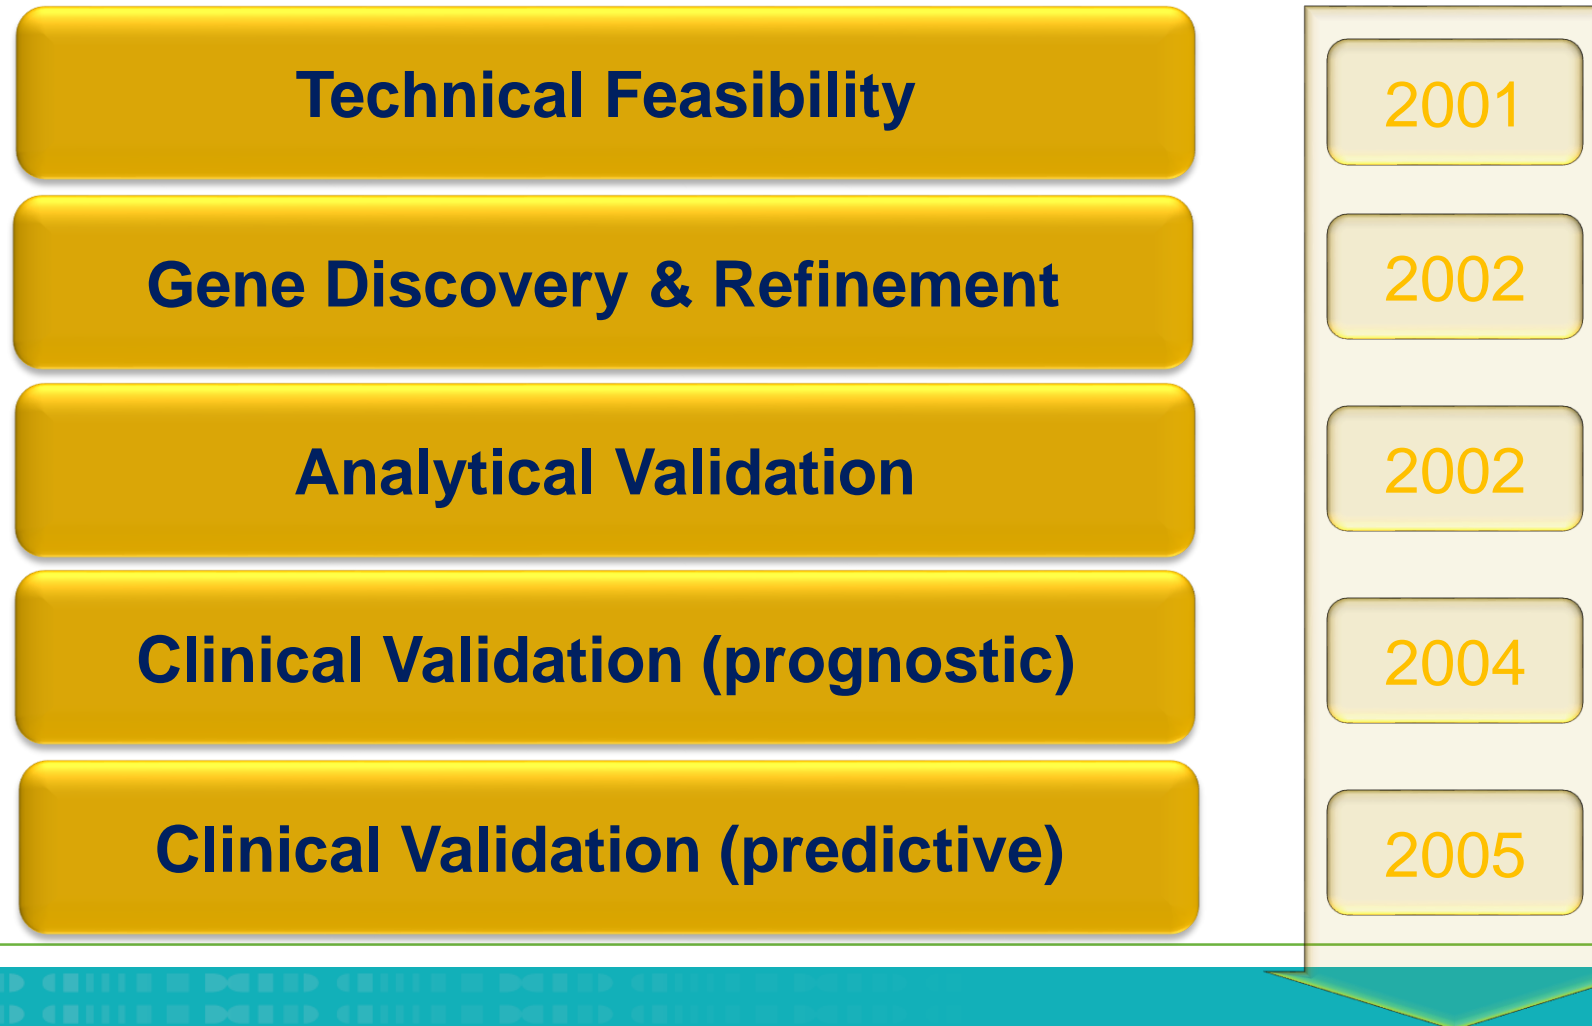 Technical Feasibility
2001
Gene Discovery & Refinement
2002
Analytical Validation
2002
Clinical Validation (prognostic)
2004
Clinical Validation (predictive)
2005